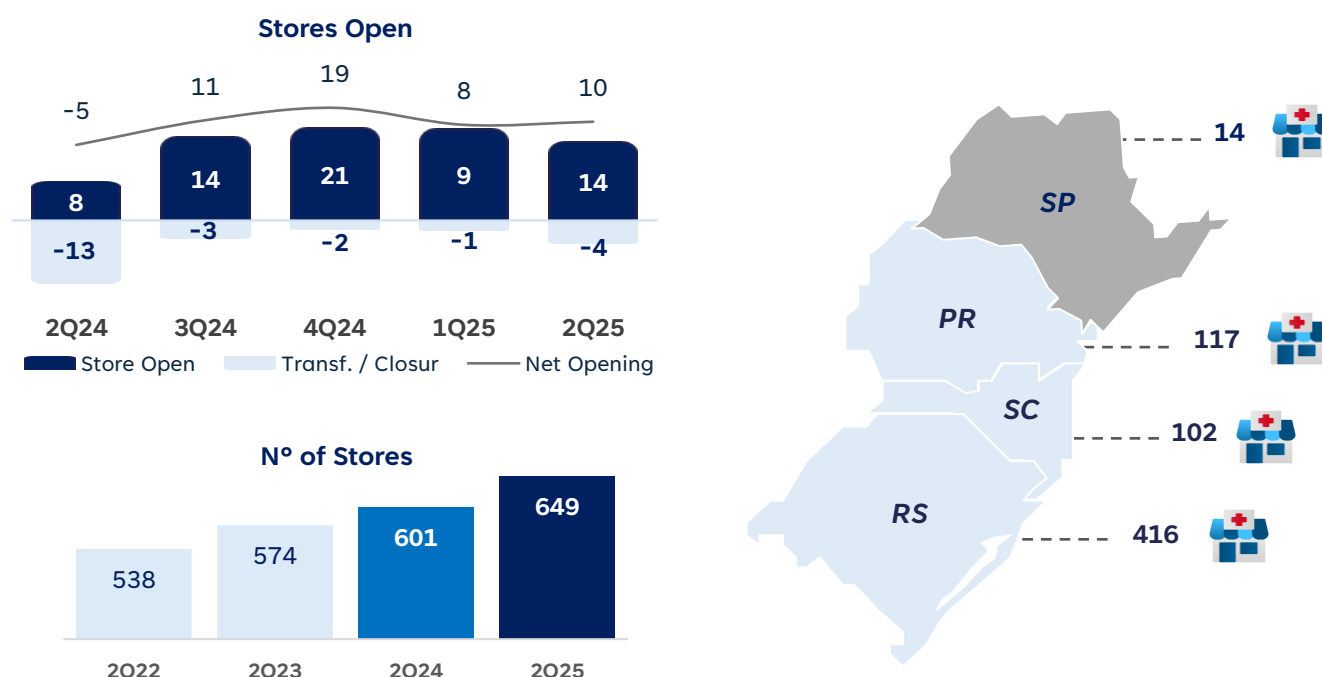 Stores Open
-5 11 19 8 10
8 14 21 9 14
-13 -3 -2 -1 -4
2Q24 3Q24 4Q24 1Q25 2Q25
Store Open Transf. / Closur Net Opening
N° of Stores
538 574 601 649
2Q22 2Q23 2Q24 2Q25
SP 14
PR 117
SC 102
RS 416